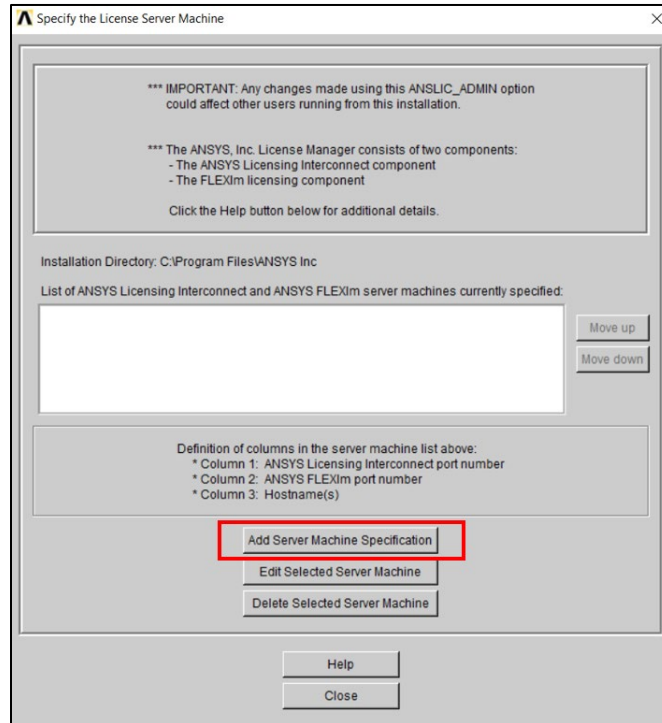 Specify the License Server Machine
*** IMPORTANT: Any changes made using this ANSLIC_ADMIN option
could affect other users running from this installation.
*** The ANSYS, Inc. License Manager consists of two components:
- The ANSYS Licensing Interconnect component
- The FLEXlm licensing component
Click the Help button below for additional details.
Installation Directory: C:\Program Files\ANSYS Inc
List of ANSYS Licensing Interconnect and ANSYS FLEXlm server machines currently specified:
Move up
Move down
Definition of columns in the server machine list above:
* Column 1: ANSYS Licensing Interconnect port number
* Column 2: ANSYS FLEXlm port number
* Column 3: Hostname(s)
Add Server Machine Specification
Edit Selected Server Machine
Delete Selected Server Machine
Help
Close